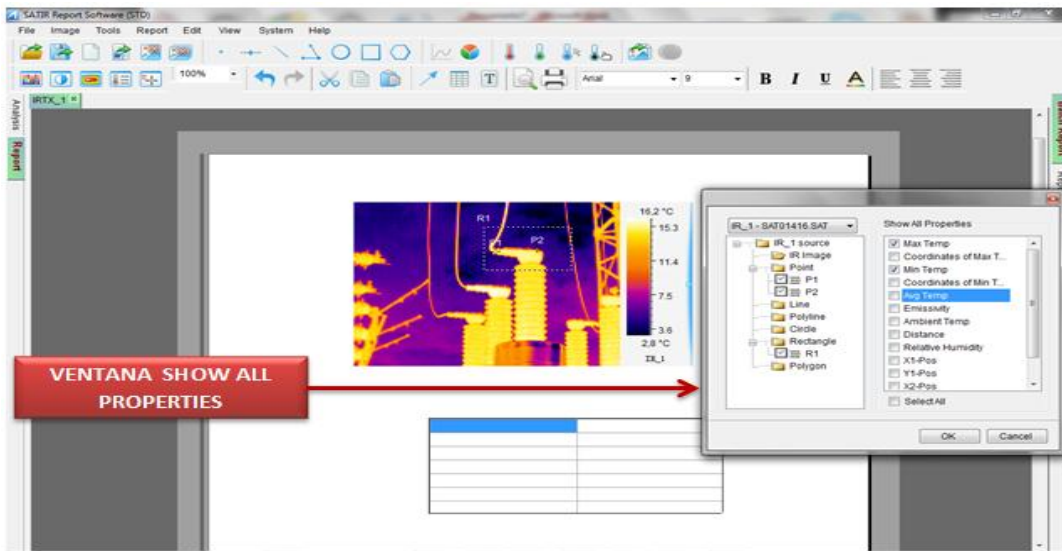 SATIR Report Software (STD)
File Image Tools Report Edit View System Help
100%
Arial
9
B I U A
IRTX_1
Analysis
Report
R1
P2
16,2 °C
15.3
11.4
7.5
3.6
2,8 °C
IR_1
VENTANA SHOW ALL
PROPERTIES
IR_1 - SAT01416.SAT
IR_1 source
IR Image
Point
P1
P2
Line
Polyline
Circle
Rectangle
R1
Polygon
Show All Properties
Max Temp
Coordinates of Max T...
Min Temp
Coordinates of Min T...
Avg Temp
Emissivity
Ambient Temp
Distance
Relative Humidity
X1-Pos
Y1-Pos
X2-Pos
Select All
OK Cancel